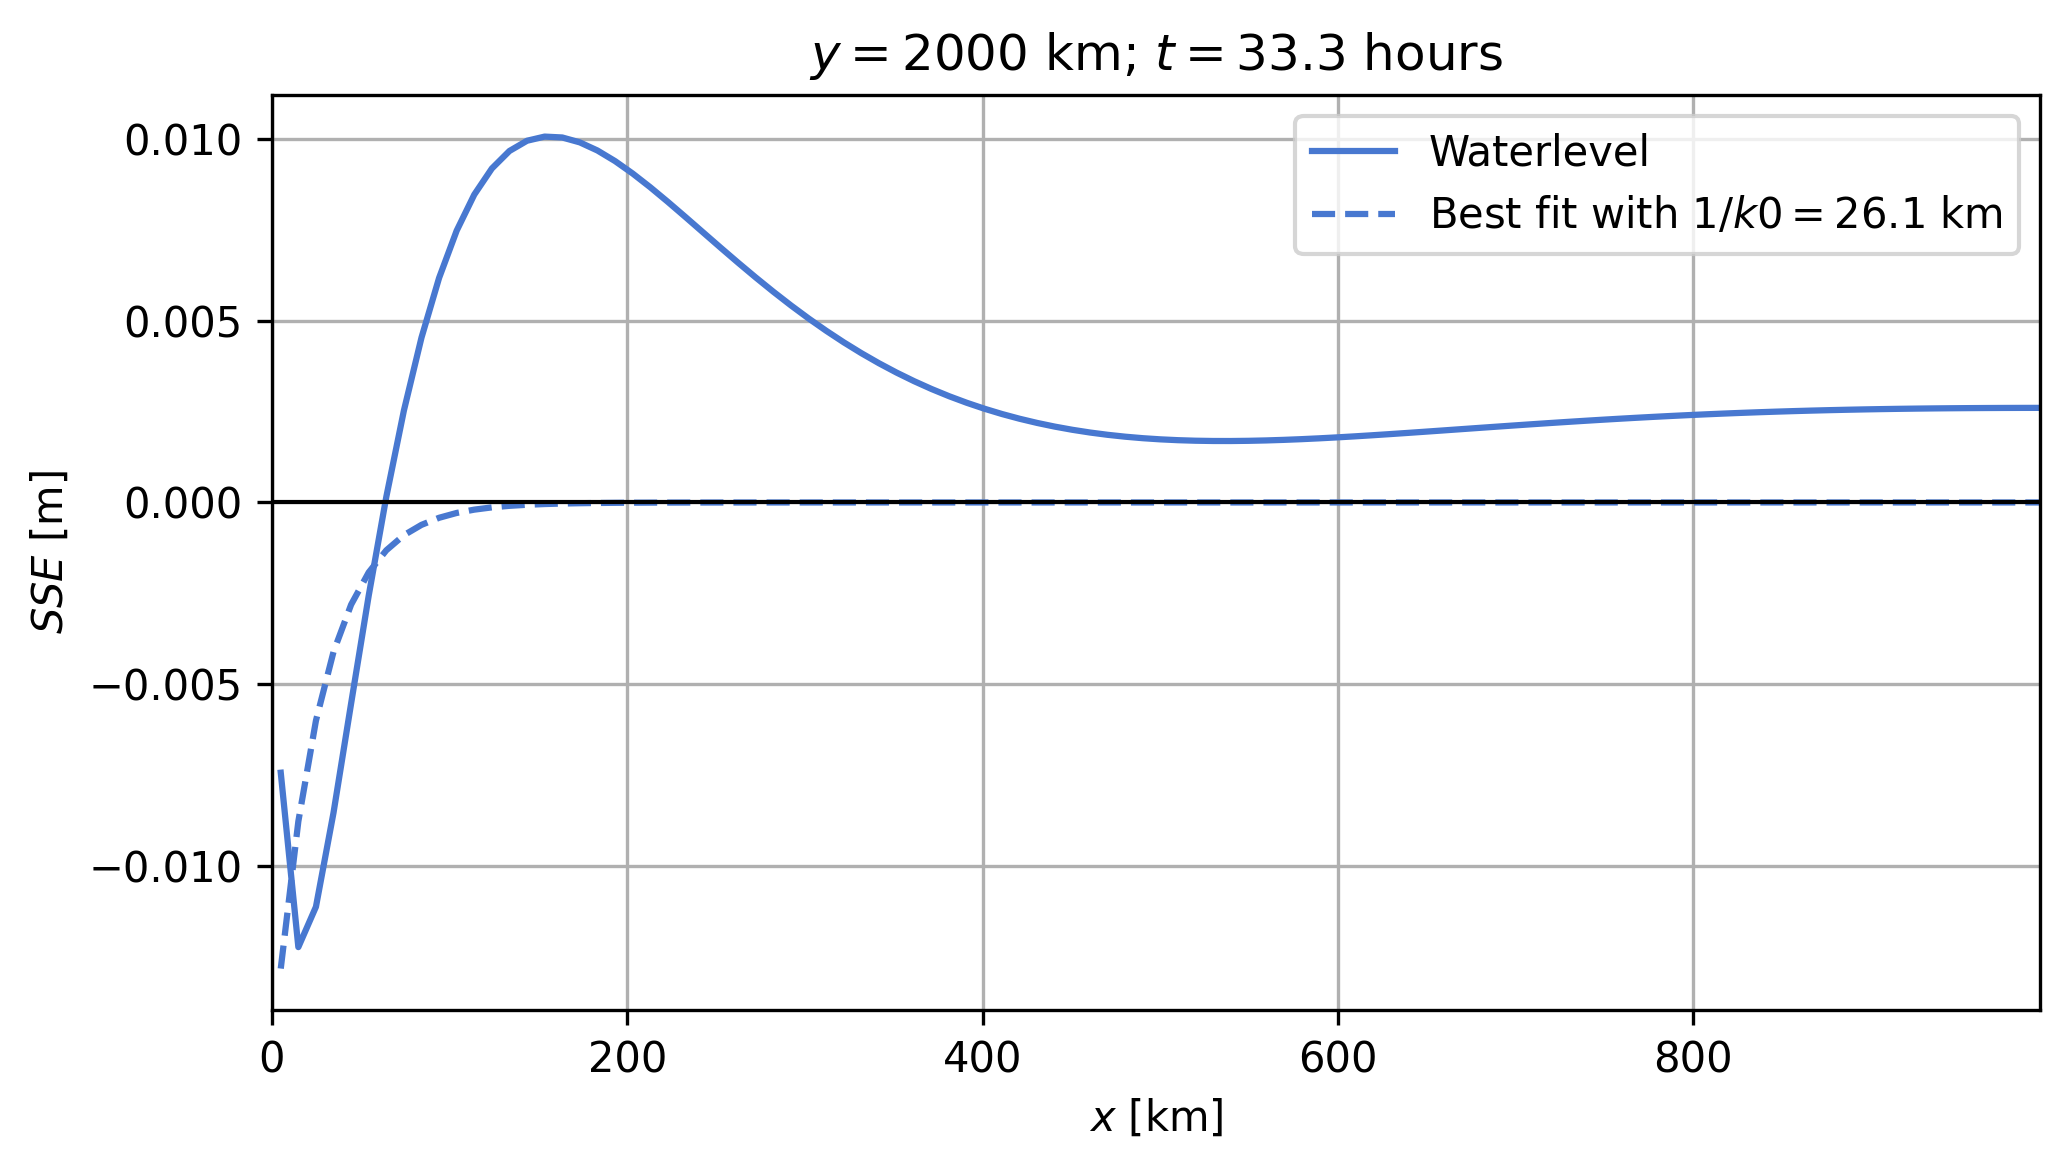 y = 2000 km; t = 33.3 hours
Waterlevel
Best fit with 1/k0 = 26.1 km
0.010
0.005
0.000
−0.005
−0.010
SSE [m]
0 200 400 600 800
x [km]